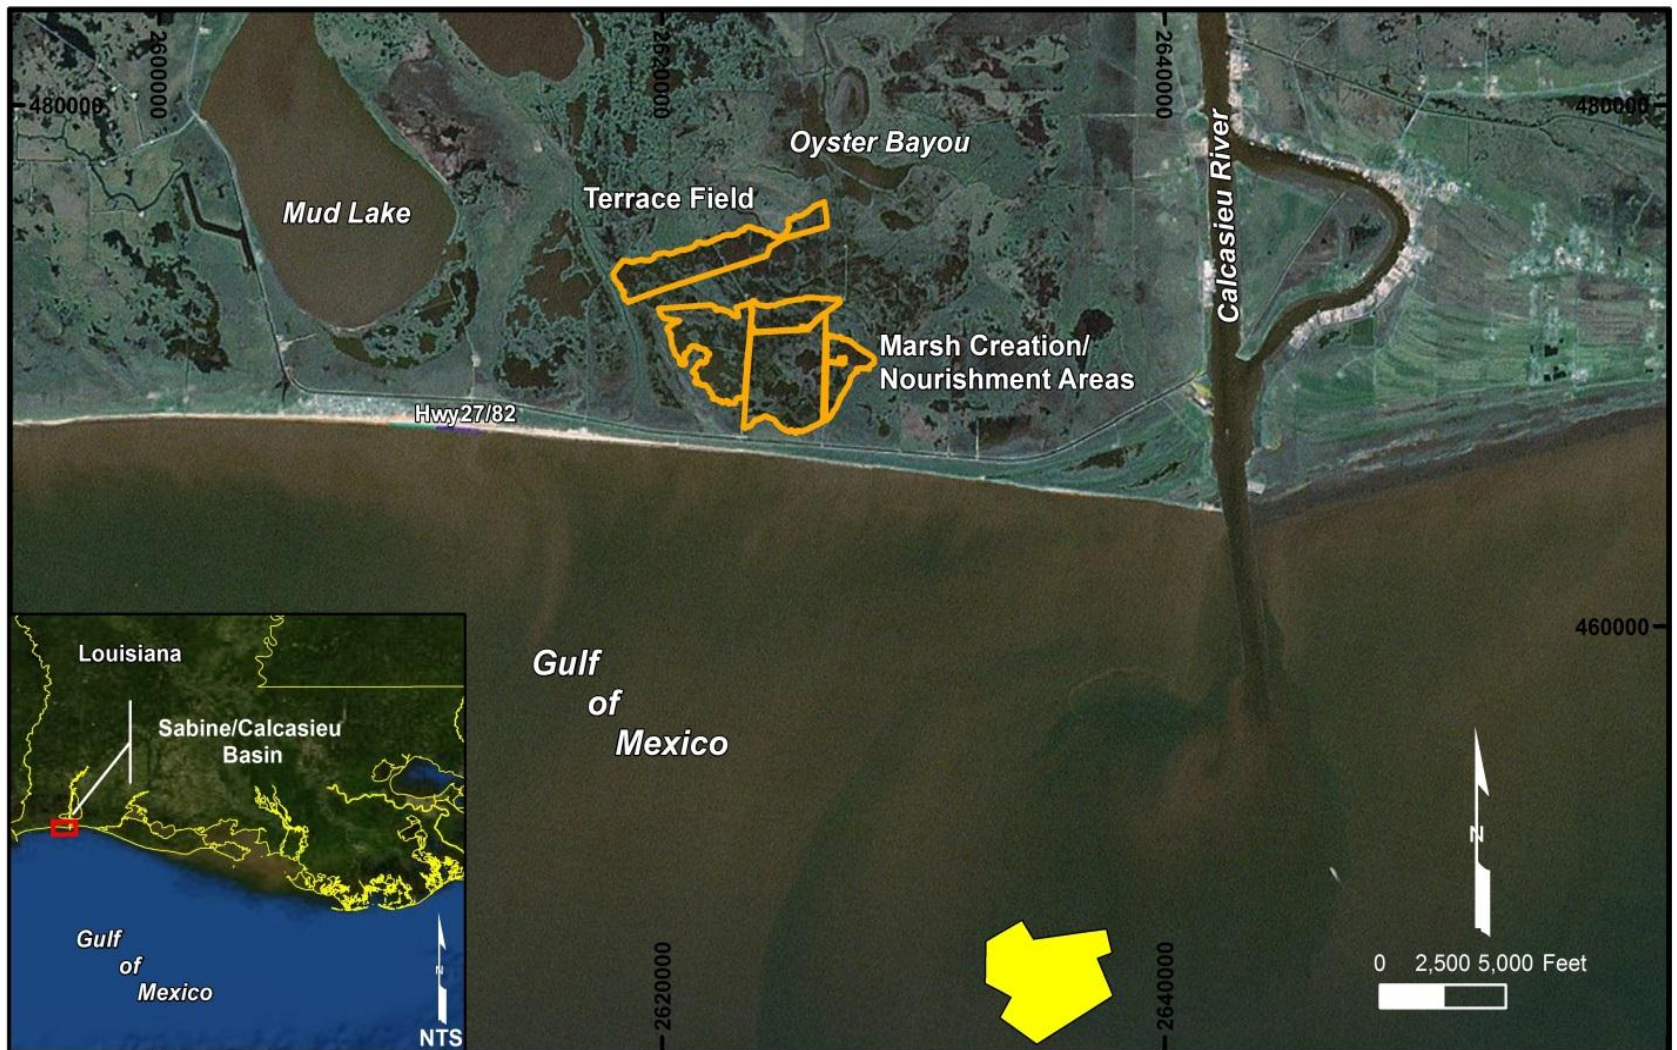 2600000
2620000
2640000
480000
480000
Oyster Bayou
Calcasieu River
Terrace Field
Mud Lake
Marsh Creation/
Nourishment Areas
Hwy27/82
460000
Gulf
of
Mexico
Louisiana
Sabine/Calcasieu
Basin
Gulf
of
Mexico
N
NTS
N
0 2,500 5,000 Feet
2620000
2640000